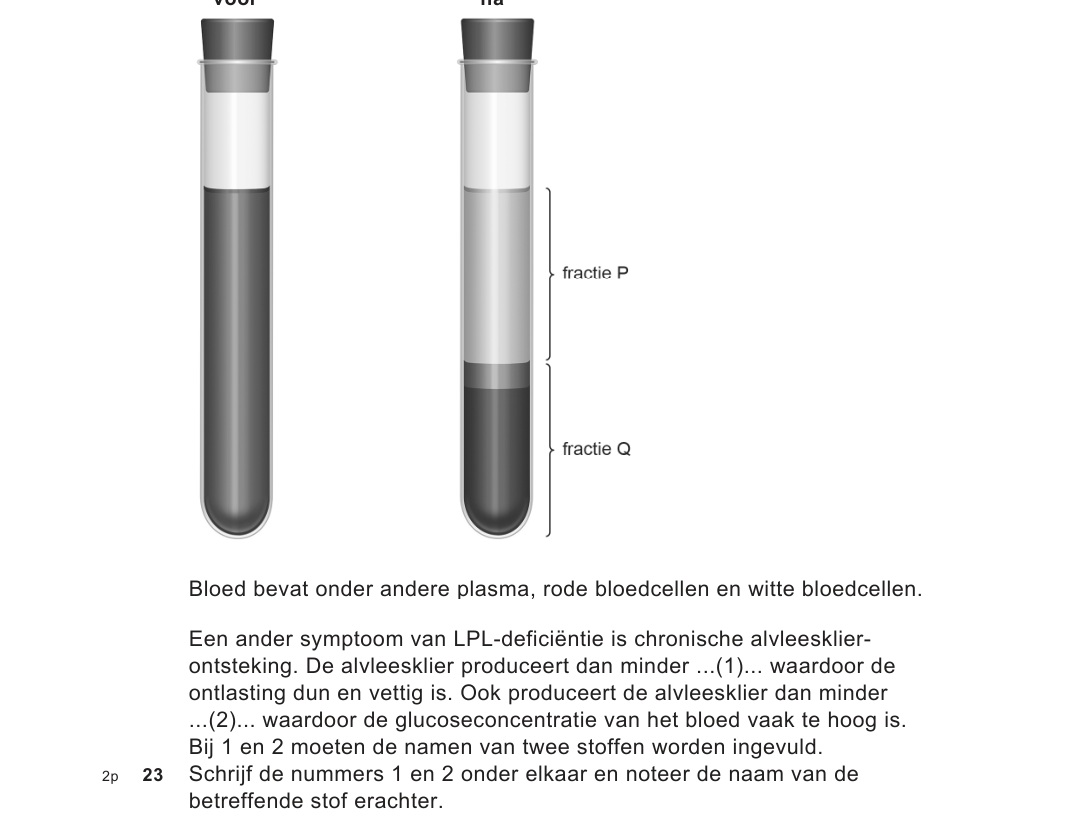 voor na
fractie P
fractie Q
Bloed bevat onder andere plasma, rode bloedcellen en witte bloedcellen.
Een ander symptoom van LPL-deficiëntie is chronische alvleesklier-
ontsteking. De alvleesklier produceert dan minder ...(1)... waardoor de
ontlasting dun en vettig is. Ook produceert de alvleesklier dan minder
...(2)... waardoor de glucoseconcentratie van het bloed vaak te hoog is.
Bij 1 en 2 moeten de namen van twee stoffen worden ingevuld.
2p 23 Schrijf de nummers 1 en 2 onder elkaar en noteer de naam van de
betreffende stof erachter.